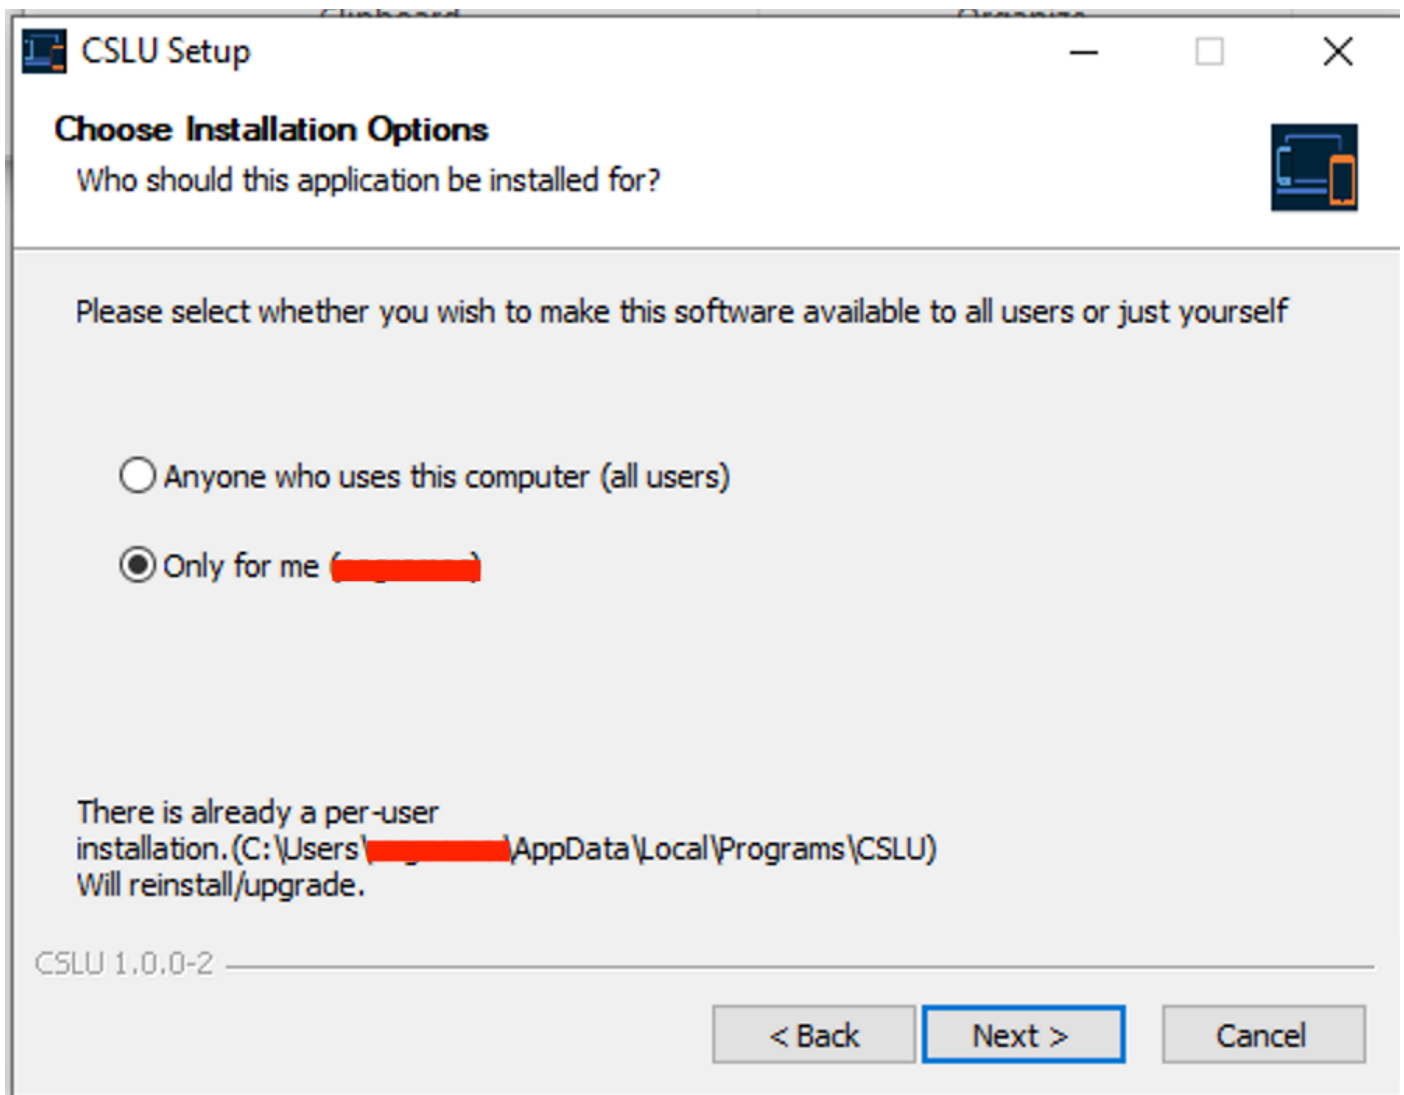 Clipboard Organize
CSLU Setup
Choose Installation Options
Who should this application be installed for?
Please select whether you wish to make this software available to all users or just yourself
Anyone who uses this computer (all users)
Only for me ( )
There is already a per-user
installation.(C:\Users\ \AppData\Local\Programs\CSLU)
Will reinstall/upgrade.
CSLU 1.0.0-2
< Back Next > Cancel